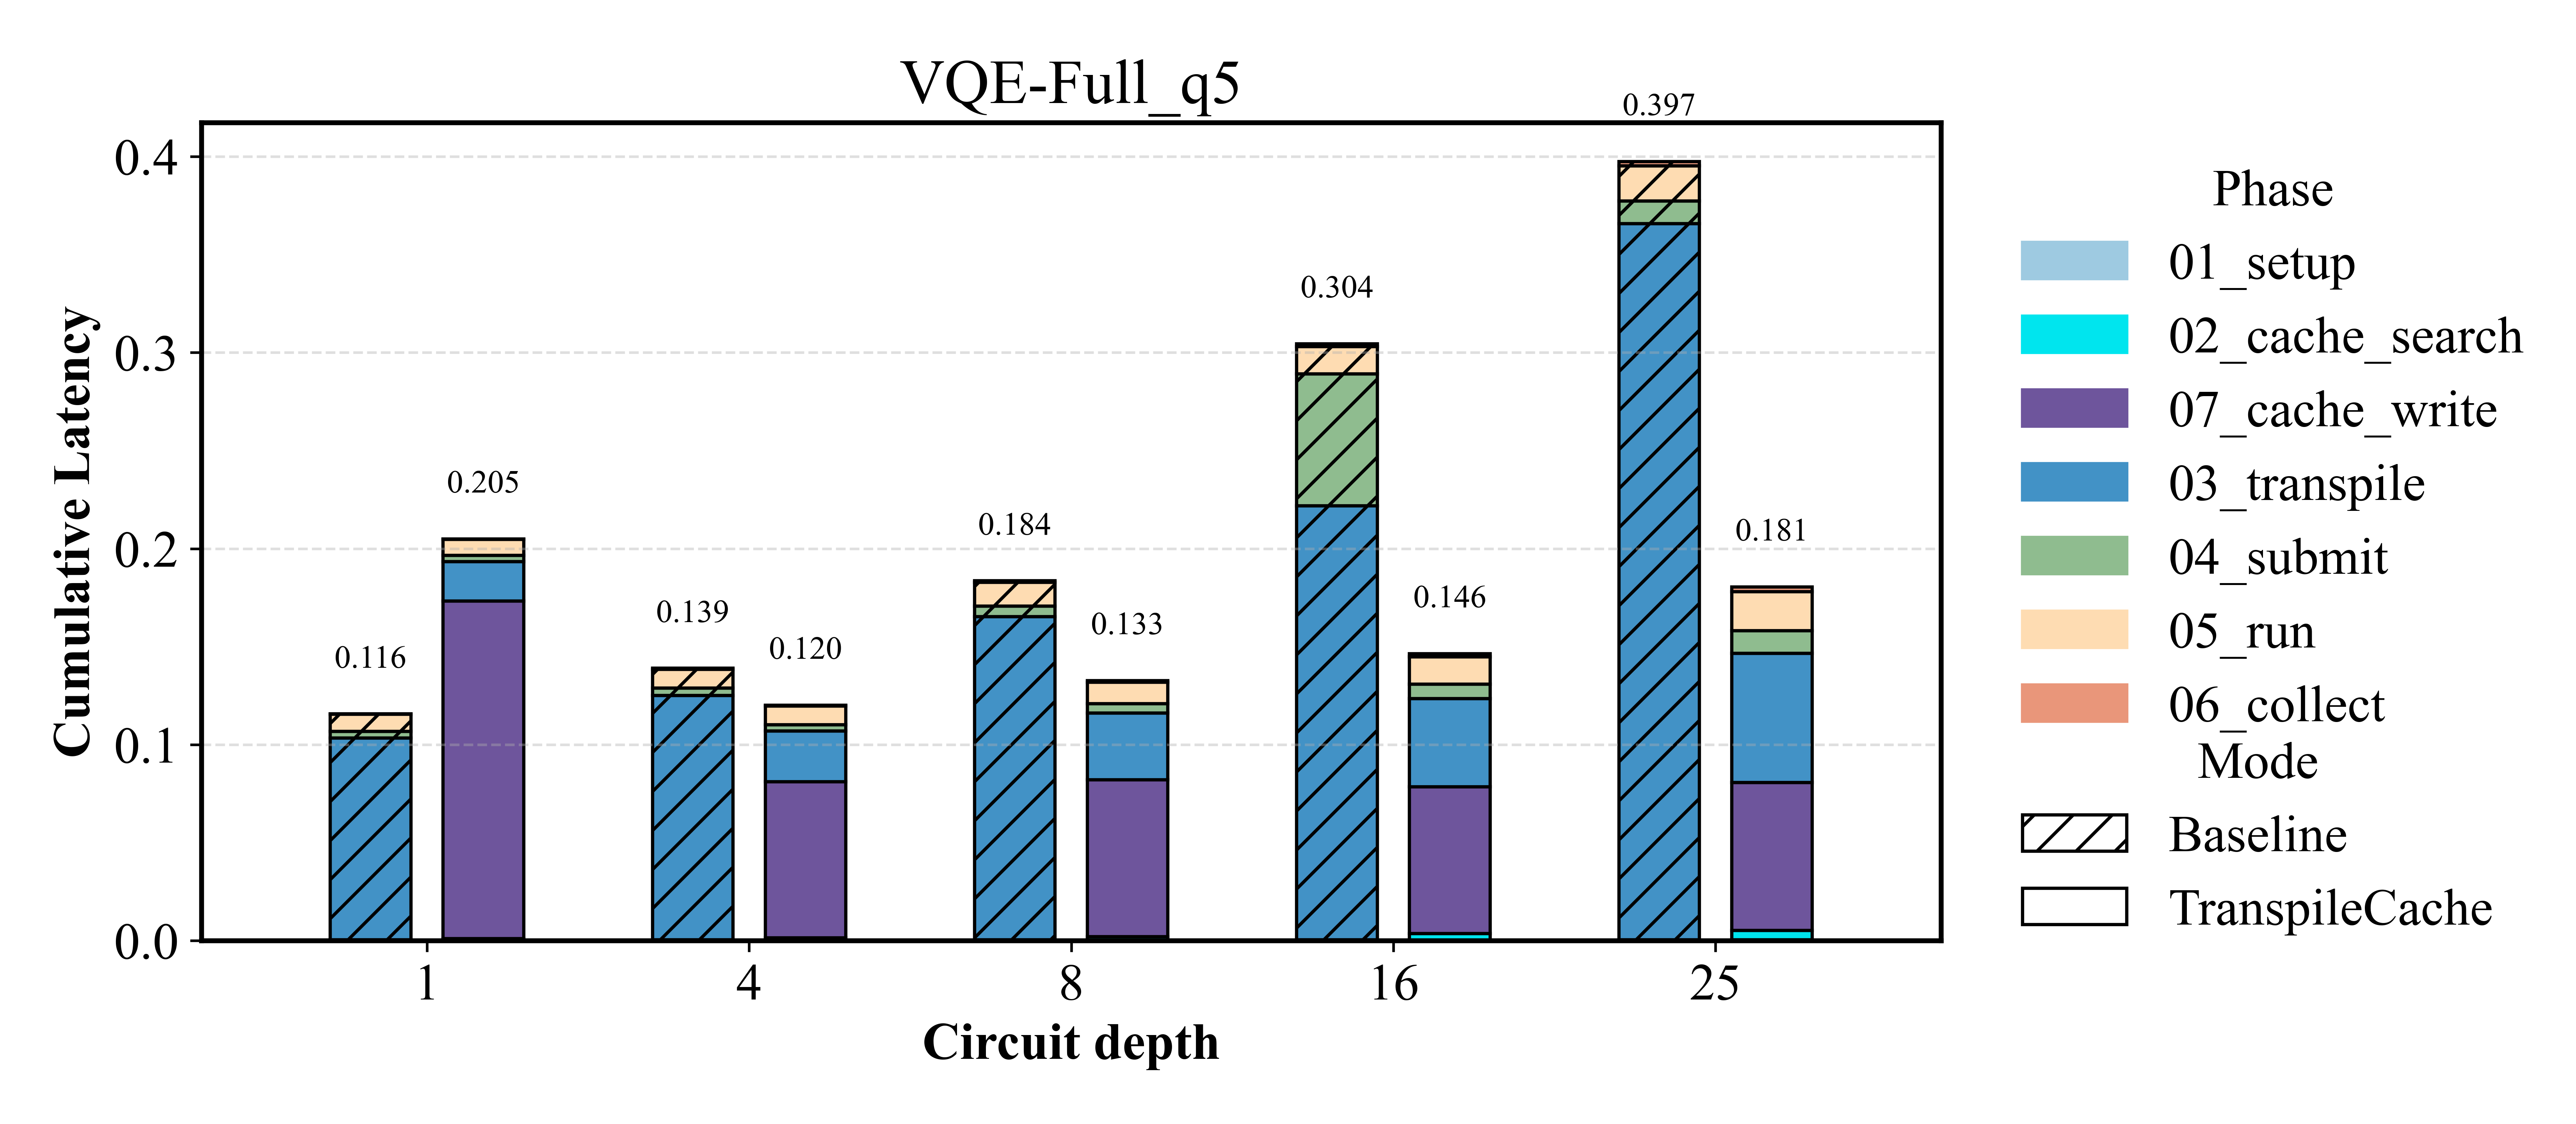 VQE-Full_q5
Cumulative Latency
0.4
0.3
0.2
0.1
0.0
0.116
0.205
0.139
0.120
0.184
0.133
0.304
0.146
0.397
0.181
1
4
8
16
25
Circuit depth
Phase
01_setup
02_cache_search
07_cache_write
03_transpile
04_submit
05_run
06_collect
Mode
Baseline
TranspileCache